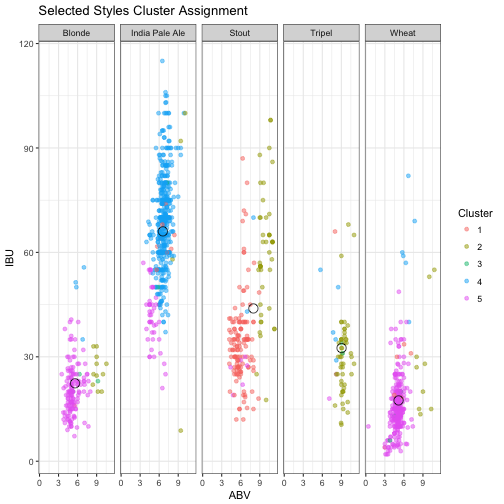 Selected Styles Cluster Assignment
Blonde India Pale Ale Stout Tripel Wheat
120
90
60
30
0
IBU
0 3 6 9 0 3 6 9 0 3 6 9 0 3 6 9 0 3 6 9
ABV
Cluster
1
2
3
4
5